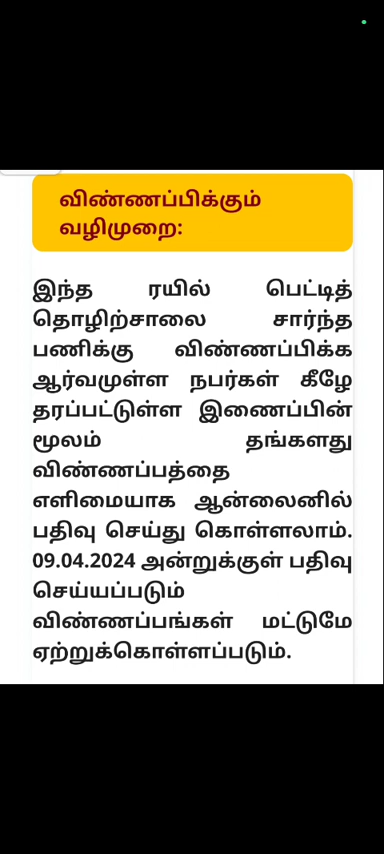 விண்ணப்பிக்கும்
வழிமுறை:
இந்த ரயில் பெட்டித்
தொழிற்சாலை சார்ந்த
பணிக்கு விண்ணப்பிக்க
ஆர்வமுள்ள நபர்கள் கீழே
தரப்பட்டுள்ள இணைப்பின்
மூலம் தங்களது
விண்ணப்பத்தை
எளிமையாக ஆன்லைனில்
பதிவு செய்து கொள்ளலாம்.
09.04.2024 அன்றுக்குள் பதிவு
செய்யப்படும்
விண்ணப்பங்கள் மட்டுமே
ஏற்றுக்கொள்ளப்படும்.